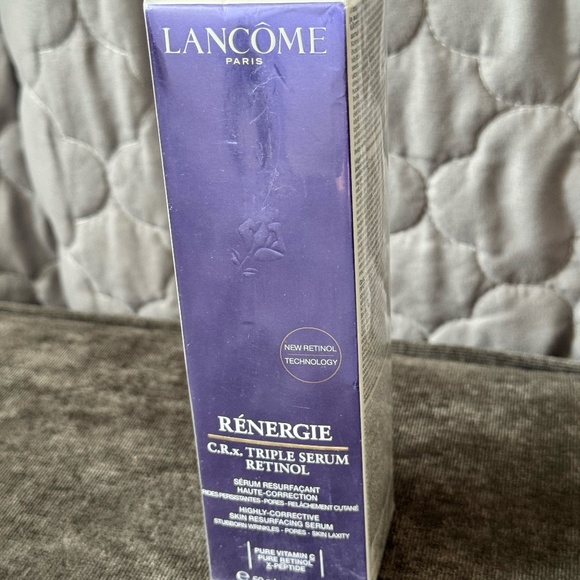 LANCÔME
PARIS
NEW RETINOL
TECHNOLOGY
RÉNERGIE
C.R.x. TRIPLE SERUM
RETINOL
SÉRUM RESURFAÇANT
HAUTE-CORRECTION
RIDES PERSISTANTES - PORES - RELÂCHEMENT CUTANÉ
HIGHLY-CORRECTIVE
SKIN RESURFACING SERUM
STUBBORN WRINKLES - PORES - SKIN LAXITY
PURE VITAMIN C
PURE RETINOL
X-PEPTIDE